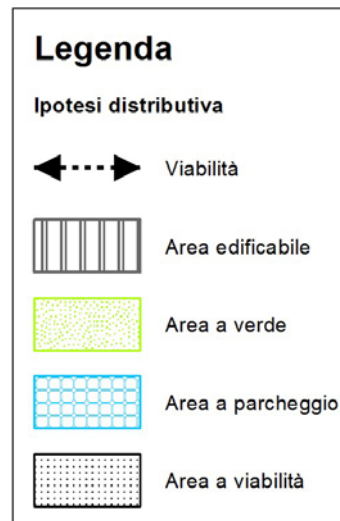 Legenda
Ipotesi distributiva
Viabilità
Area edificabile
Area a verde
Area a parcheggio
Area a viabilità